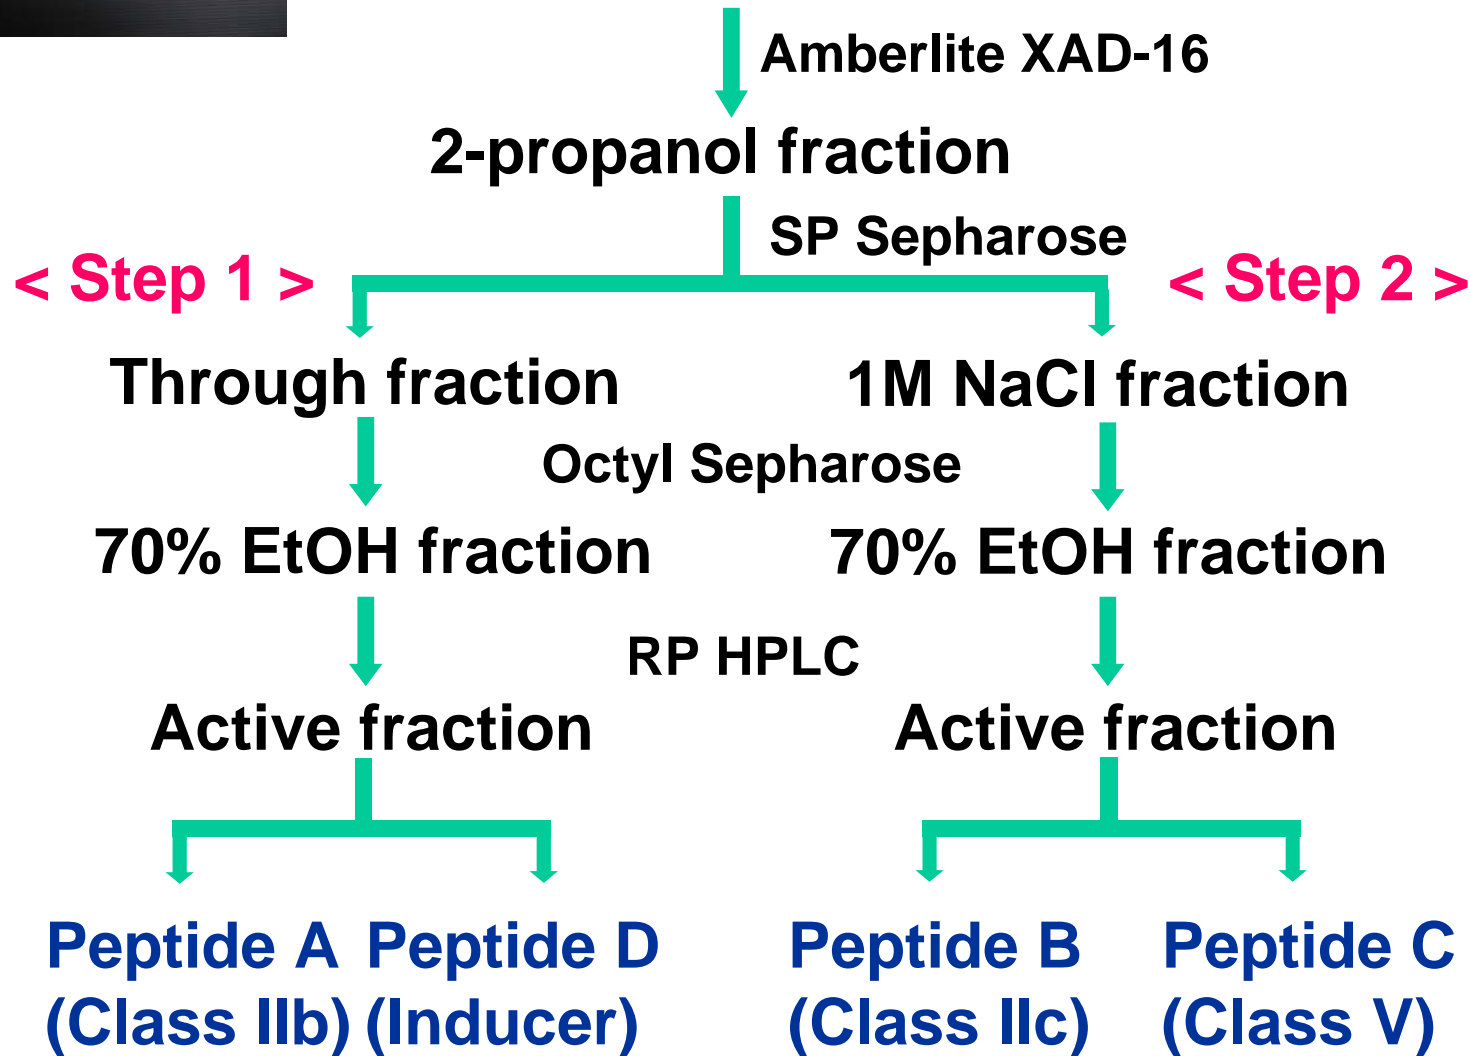 Amberlite XAD-16
2-propanol fraction
SP Sepharose
< Step 1 >
< Step 2 >
Through fraction
1M NaCl fraction
Octyl Sepharose
70% EtOH fraction
70% EtOH fraction
RP HPLC
Active fraction
Active fraction
Peptide A
(Class IIb)
Peptide D
(Inducer)
Peptide B
(Class IIc)
Peptide C
(Class V)